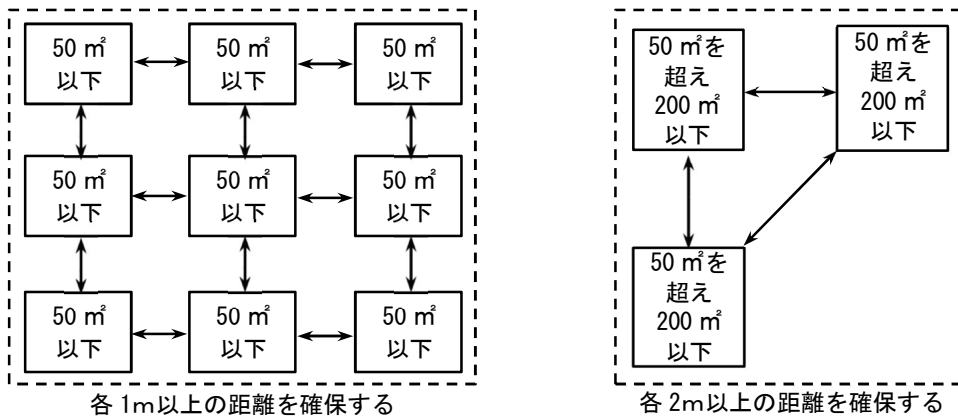 50 ㎡
以下
50 ㎡
以下
50 ㎡
以下
50 ㎡
以下
50 ㎡
以下
50 ㎡
以下
50 ㎡
以下
50 ㎡
以下
50 ㎡
以下
各 1m以上の距離を確保する
50 ㎡を
超え
200 ㎡
以下
50 ㎡を
超え
200 ㎡
以下
50 ㎡を
超え
200 ㎡
以下
各 2m以上の距離を確保する